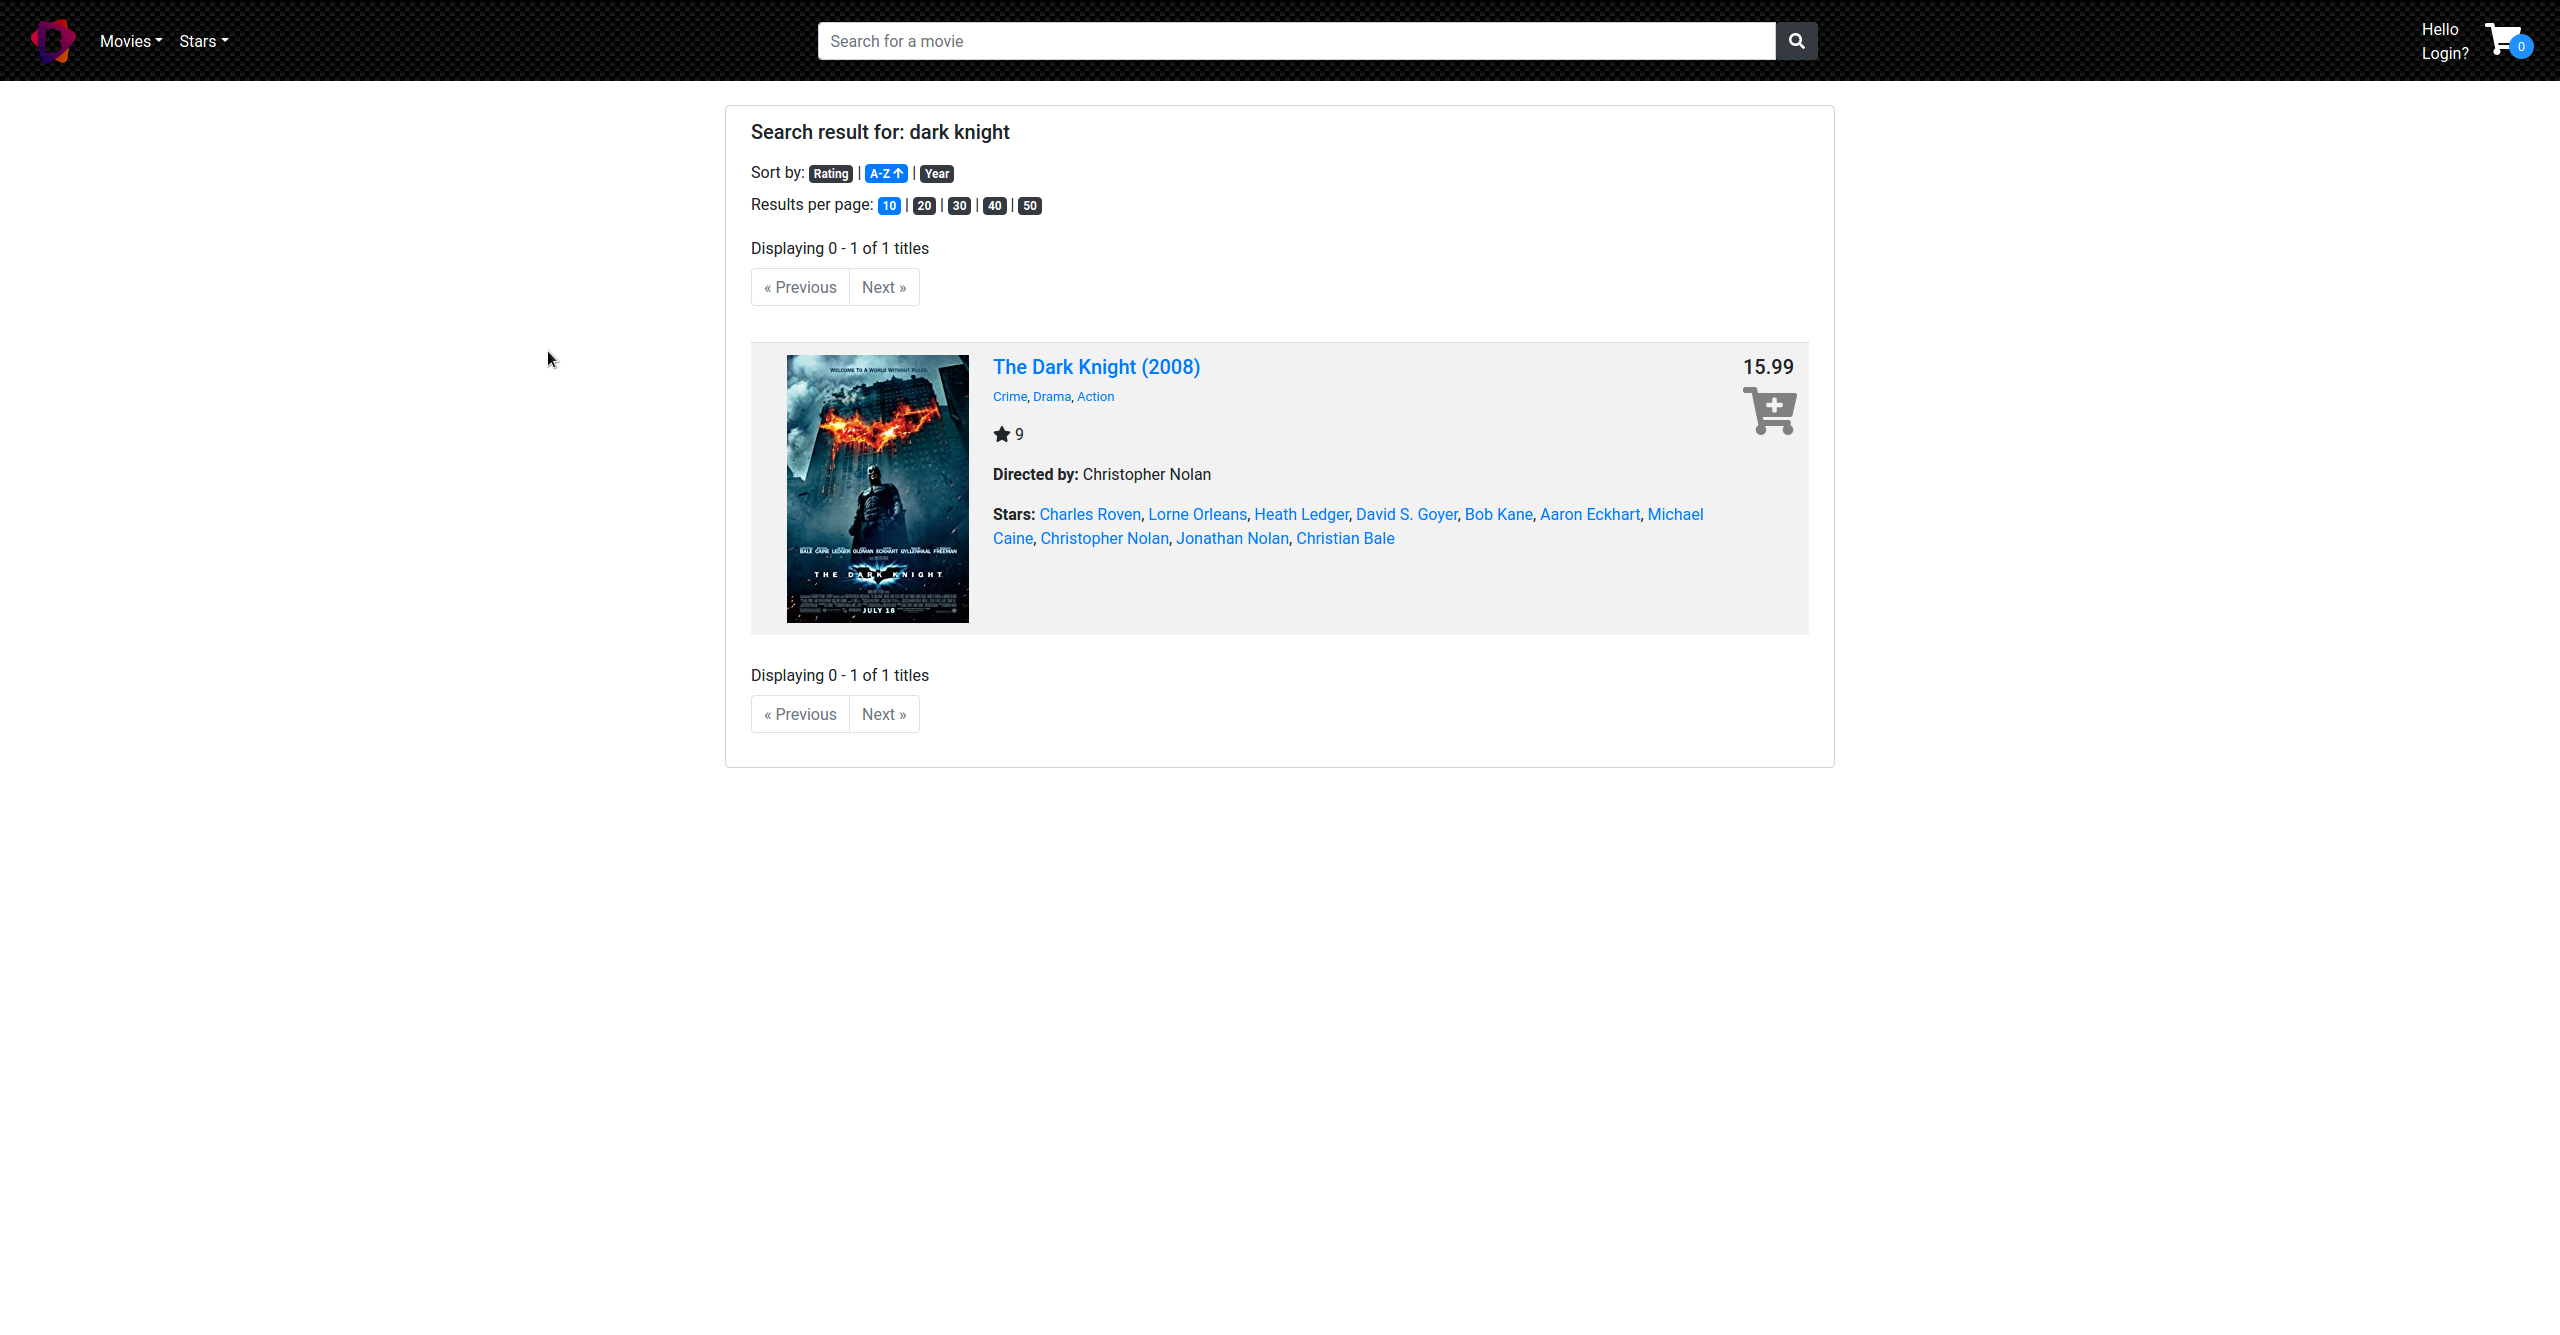 Movies Stars Search for a movie Hello
Login? 0
Search result for: dark knight
Sort by: Rating | A-Z | Year
Results per page: 10 | 20 | 30 | 40 | 50
Displaying 0 - 1 of 1 titles
« Previous Next »
WELCOME TO A WORLD WITHOUT RULES.
BALE CAINE LEDGER OLDMAN ECKHART GYLLENHAAL FREEMAN
THE DARK KNIGHT
JULY 18
The Dark Knight (2008) 15.99
Crime, Drama, Action
9
Directed by: Christopher Nolan
Stars: Charles Roven, Lorne Orleans, Heath Ledger, David S. Goyer, Bob Kane, Aaron Eckhart, Michael
Caine, Christopher Nolan, Jonathan Nolan, Christian Bale
Displaying 0 - 1 of 1 titles
« Previous Next »